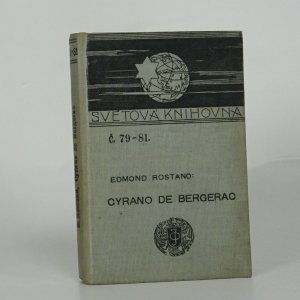 SVĚTOVÁ KNIHOVNA
č. 79-81.
EDMOND ROSTAND:
CYRANO DE BERGERAC